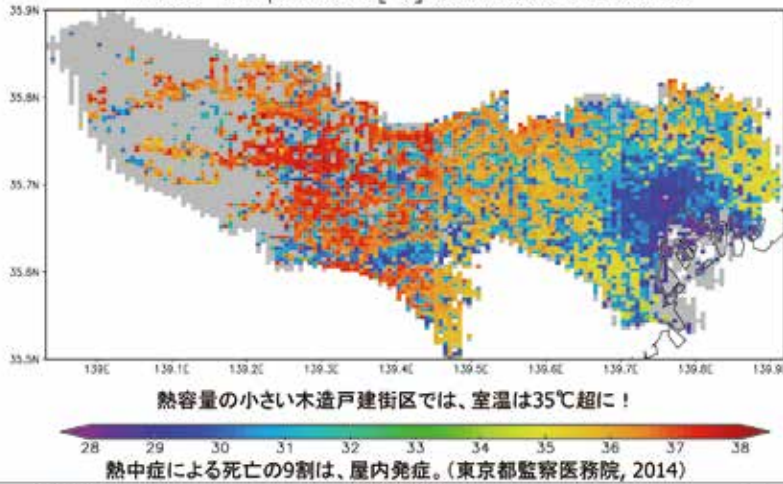 35.9N
35.8N
35.7N
35.6N
35.5N
139E 139.1E 139.2E 139.3E 139.4E 139.5E 139.6E 139.7E 139.8E 139.9
熱容量の小さい木造戸建街区では、室温は35℃超に！
28 29 30 31 32 33 34 35 36 37 38
熱中症による死亡の9割は、屋内発症。（東京都監察医務院, 2014）